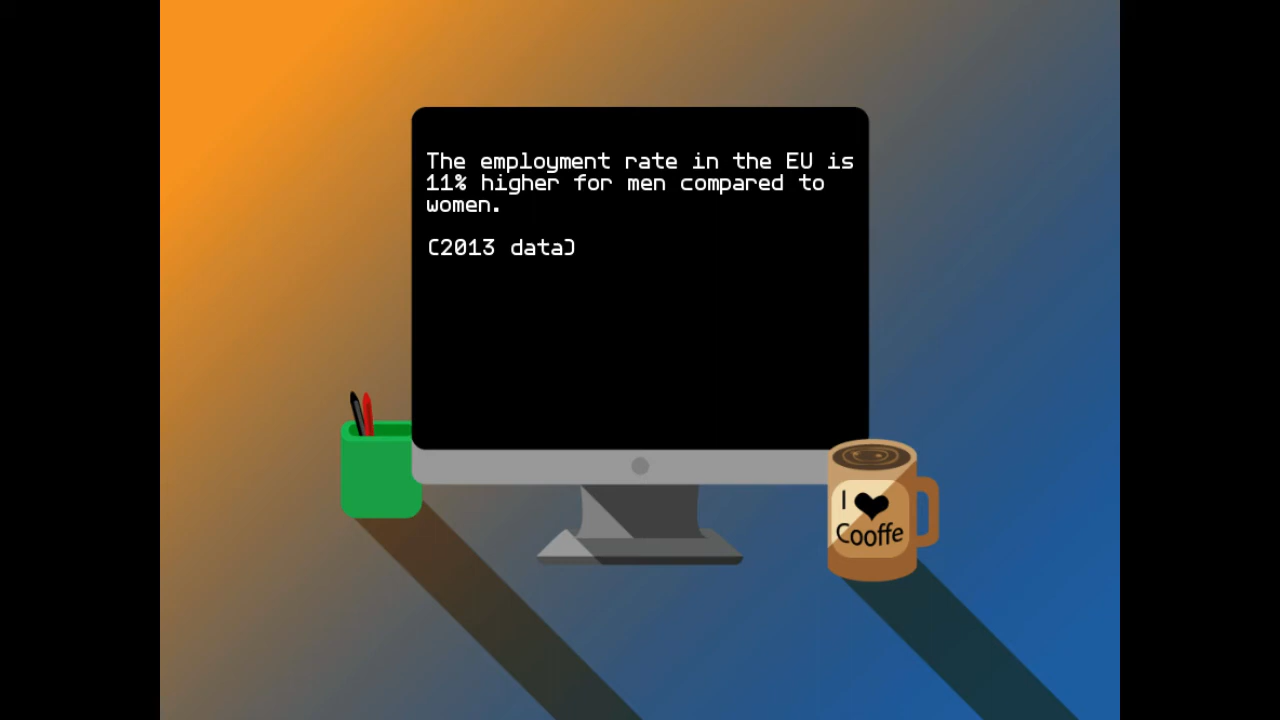 The employment rate in the EU is
11% higher for men compared to
women.
(2013 data)
I
Cooffe